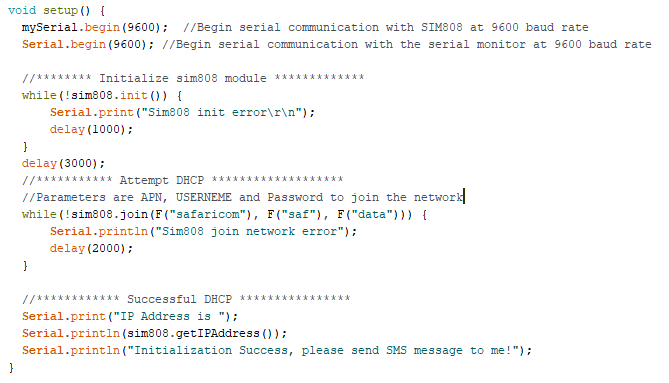 void setup() {
  mySerial.begin(9600);  //Begin serial communication with SIM808 at 9600 baud rate
  Serial.begin(9600); //Begin serial communication with the serial monitor at 9600 baud rate
  //******** Initialize sim808 module *************
  while(!sim808.init()) {
      Serial.print("Sim808 init error\r\n");
      delay(1000);
  }
  delay(3000);
  //*********** Attempt DHCP *******************
  //Parameters are APN, USERNEME and Password to join the network
  while(!sim808.join(F("safaricom"), F("saf"), F("data"))) {
      Serial.println("Sim808 join network error");
      delay(2000);
  }
  //************ Successful DHCP ****************
  Serial.print("IP Address is ");
  Serial.println(sim808.getIPAddress());
  Serial.println("Initialization Success, please send SMS message to me!");
}